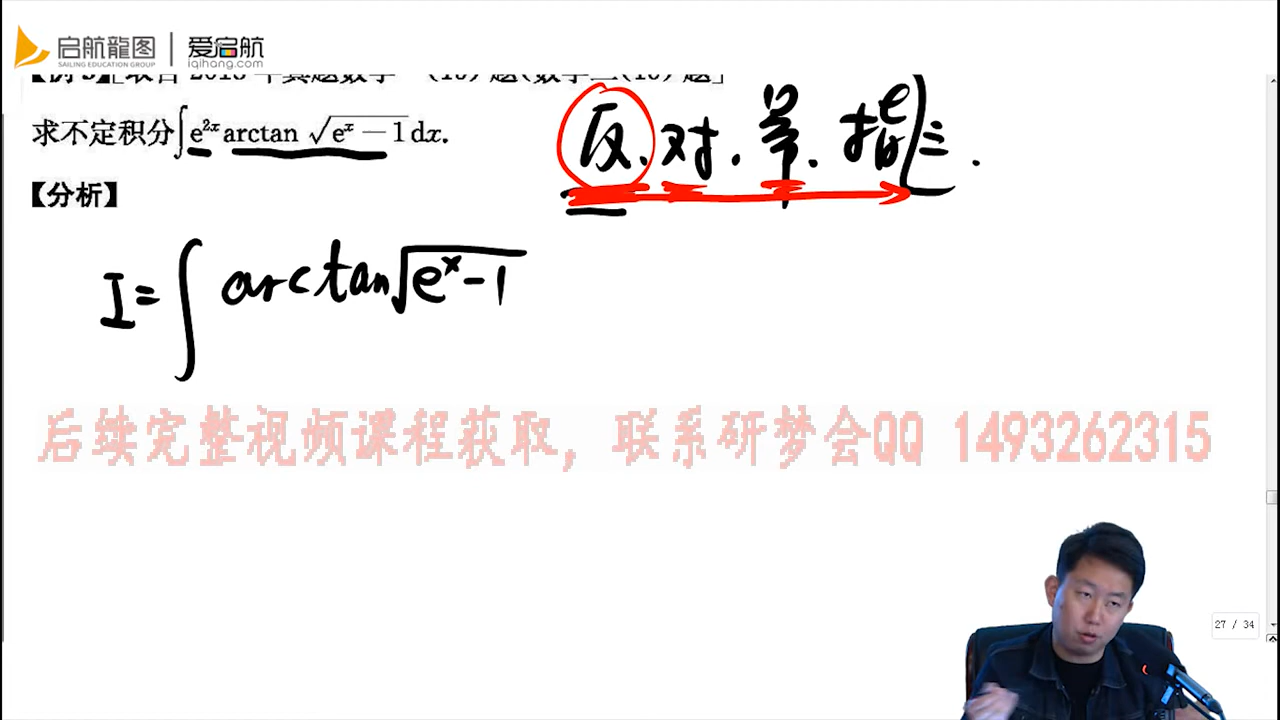 启航龍图 | 爱启航
SAILING EDUCATION GROUP iqihang.com
求不定积分∫e^{2x} arctan √(e^x − 1) dx.
反、对、幂、指 三.
【分析】
I = ∫ arctan √(e^x − 1)
后续完整视频课程获取，联系研梦会QQ 1493262315
27 / 34